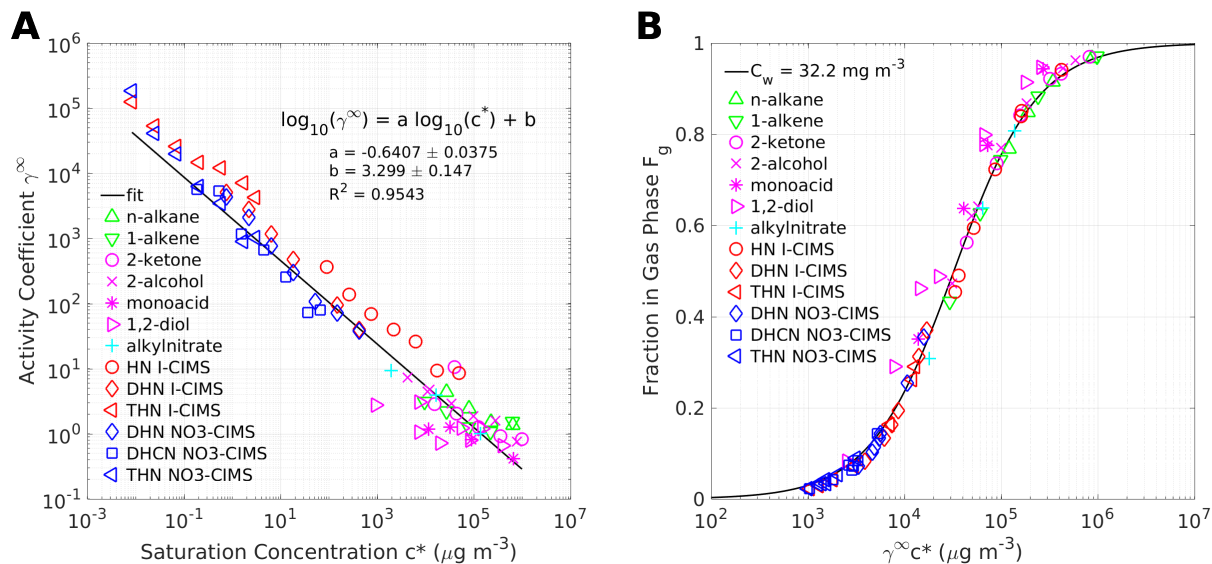 A
10^6
10^5
10^4
10^3
10^2
10^1
10^0
10^-1
Activity Coefficient γ^∞
log_10(γ^∞) = a log_10(c^*) + b
a = -0.6407 ± 0.0375
b = 3.299 ± 0.147
R^2 = 0.9543
fit
n-alkane
1-alkene
2-ketone
2-alcohol
monoacid
1,2-diol
alkylnitrate
HN I-CIMS
DHN I-CIMS
THN I-CIMS
DHN NO3-CIMS
DHCN NO3-CIMS
THN NO3-CIMS
10^-3 10^-1 10^1 10^3 10^5 10^7
Saturation Concentration c* (μg m^-3)
B
1
0.8
0.6
0.4
0.2
0
Fraction in Gas Phase F_g
C_w = 32.2 mg m^-3
n-alkane
1-alkene
2-ketone
2-alcohol
monoacid
1,2-diol
alkylnitrate
HN I-CIMS
DHN I-CIMS
THN I-CIMS
DHN NO3-CIMS
DHCN NO3-CIMS
THN NO3-CIMS
10^2 10^3 10^4 10^5 10^6 10^7
γ^∞c* (μg m^-3)